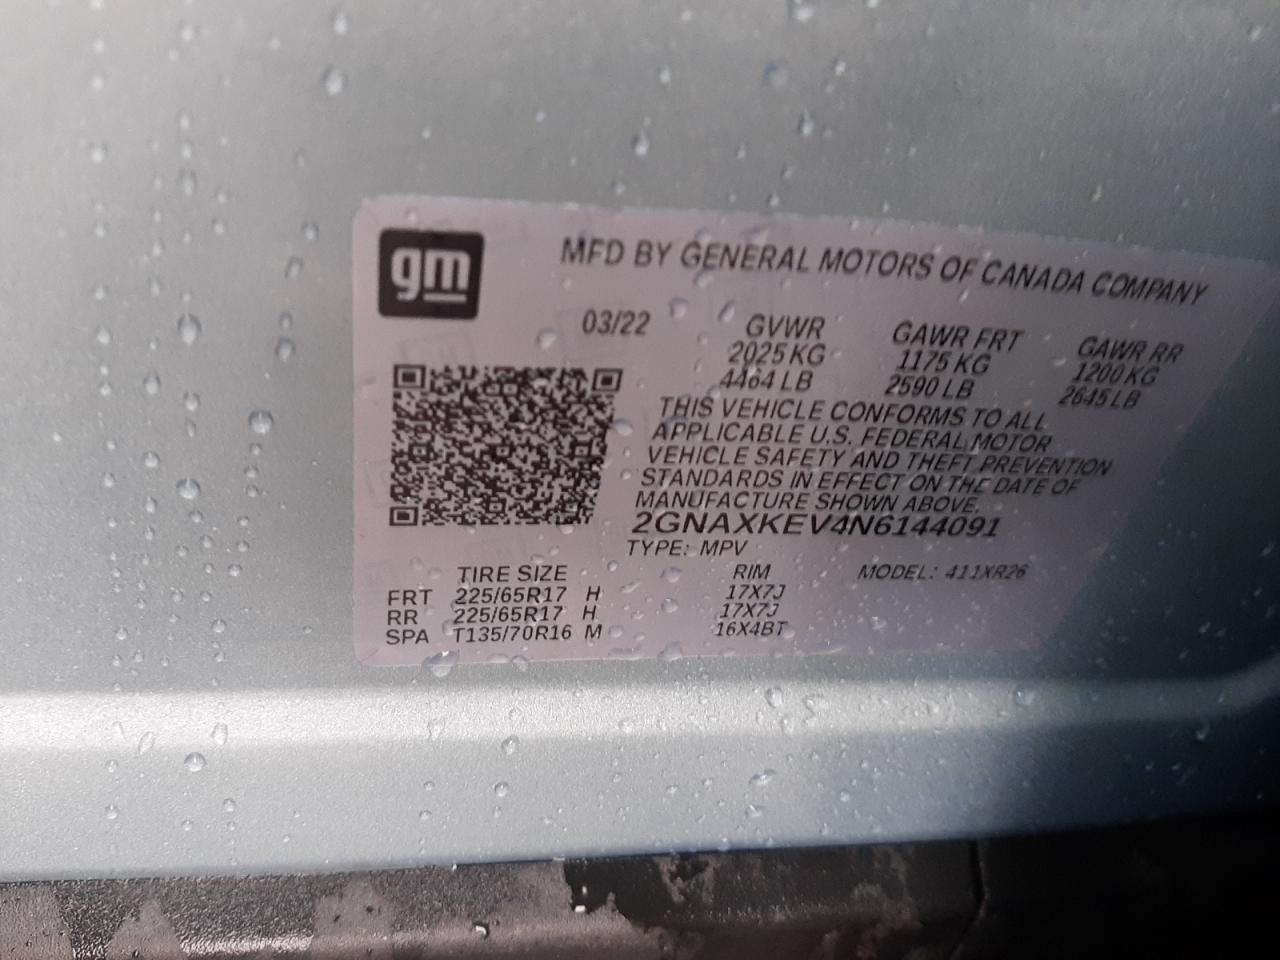 gm
MFD BY GENERAL MOTORS OF CANADA COMPANY
03/22 GVWR GAWR FRT GAWR RR
2025 KG 1175 KG 1200 KG
4464 LB 2590 LB 2645 LB
THIS VEHICLE CONFORMS TO ALL
APPLICABLE U.S. FEDERAL MOTOR
VEHICLE SAFETY AND THEFT PREVENTION
STANDARDS IN EFFECT ON THE DATE OF
MANUFACTURE SHOWN ABOVE.
2GNAXKEV4N6144091
TYPE: MPV
TIRE SIZE RIM MODEL: 411XR26
FRT 225/65R17 H 17X7J
RR 225/65R17 H 17X7J
SPA T135/70R16 M 16X4BT